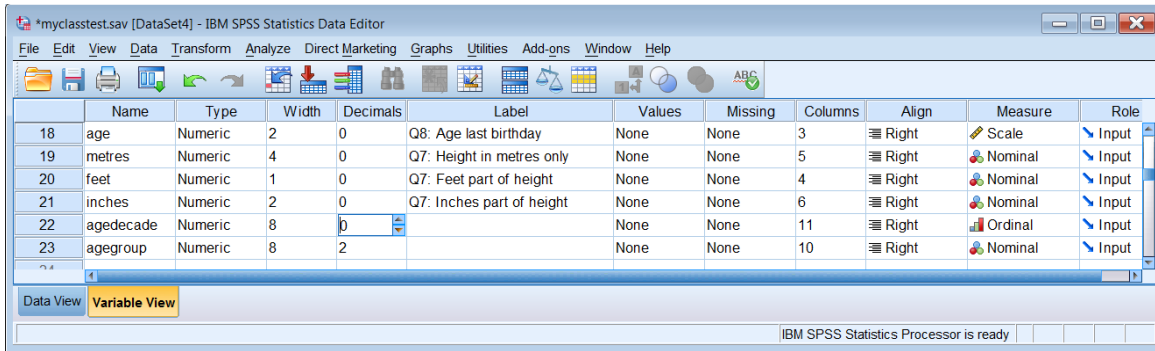 *myclasstest.sav [DataSet4] - IBM SPSS Statistics Data Editor
File Edit View Data Transform Analyze Direct Marketing Graphs Utilities Add-ons Window Help
Name Type Width Decimals Label Values Missing Columns Align Measure Role
18 age Numeric 2 0 Q8: Age last birthday None None 3 Right Scale Input
19 metres Numeric 4 0 Q7: Height in metres only None None 5 Right Nominal Input
20 feet Numeric 1 0 Q7: Feet part of height None None 4 Right Nominal Input
21 inches Numeric 2 0 Q7: Inches part of height None None 6 Right Nominal Input
22 agedecade Numeric 8 0 None None 11 Right Ordinal Input
23 agegroup Numeric 8 2 None None 10 Right Nominal Input
Data View Variable View
IBM SPSS Statistics Processor is ready